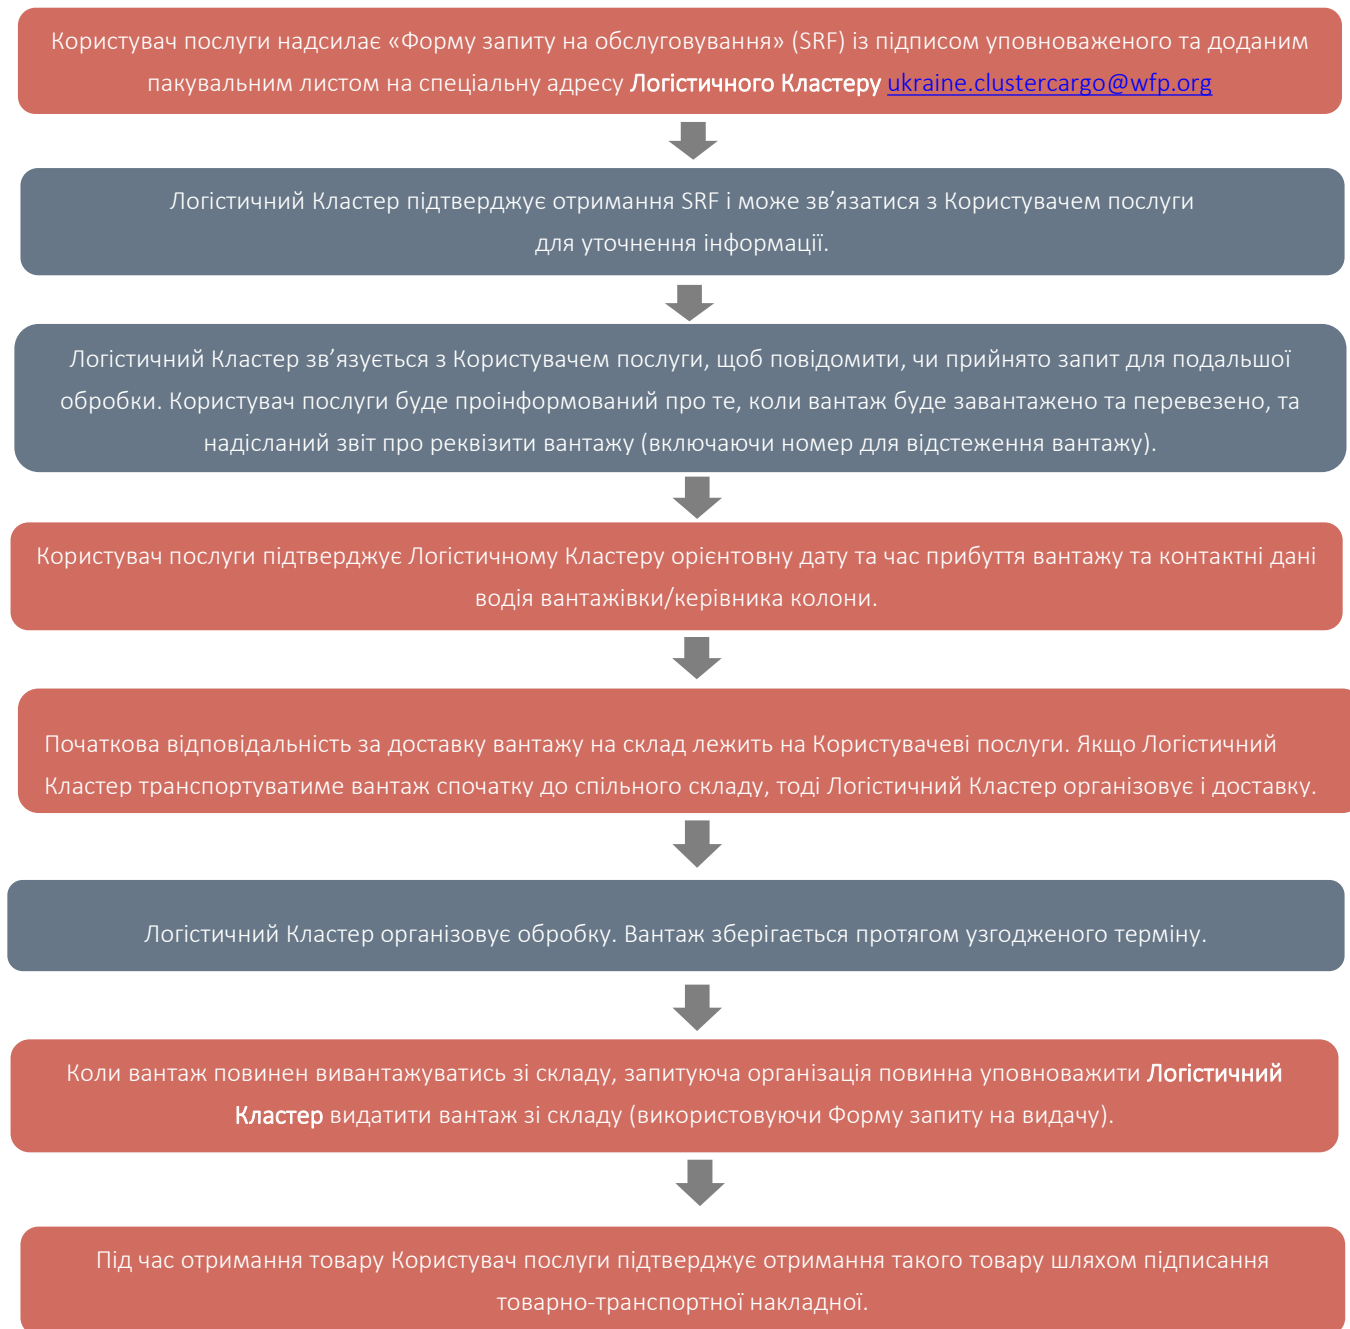 Користувач послуги надсилає «Форму запиту на обслуговування» (SRF) із підписом уповноваженого та доданим
пакувальним листом на спеціальну адресу Логістичного Кластеру ukraine.clustercargo@wfp.org
Логістичний Кластер підтверджує отримання SRF і може зв’язатися з Користувачем послуги
для уточнення інформації.
Логістичний Кластер зв’язується з Користувачем послуги, щоб повідомити, чи прийнято запит для подальшої
обробки. Користувач послуги буде проінформований про те, коли вантаж буде завантажено та перевезено, та
надісланий звіт про реквізити вантажу (включаючи номер для відстеження вантажу).
Користувач послуги підтверджує Логістичному Кластеру орієнтовну дату та час прибуття вантажу та контактні дані
водія вантажівки/керівника колони.
Початкова відповідальність за доставку вантажу на склад лежить на Користувачеві послуги. Якщо Логістичний
Кластер транспортуватиме вантаж спочатку до спільного складу, тоді Логістичний Кластер організовує і доставку.
Логістичний Кластер організовує обробку. Вантаж зберігається протягом узгодженого терміну.
Коли вантаж повинен вивантажуватись зі складу, запитуюча організація повинна уповноважити Логістичний
Кластер видатити вантаж зі складу (використовуючи Форму запиту на видачу).
Під час отримання товару Користувач послуги підтверджує отримання такого товару шляхом підписання
товарно-транспортної накладної.